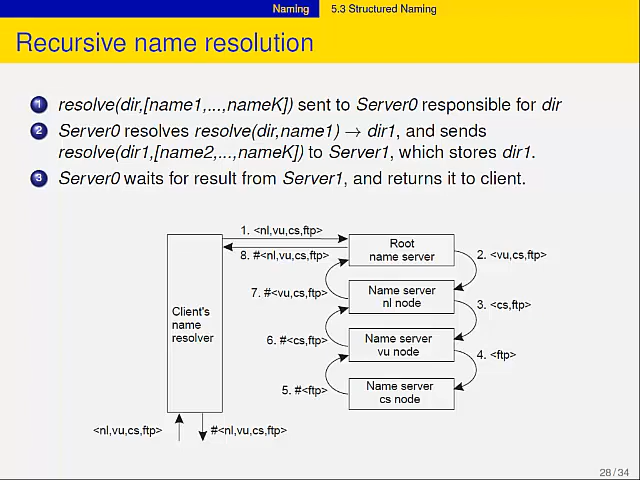 Naming 5.3 Structured Naming
Recursive name resolution
1 resolve(dir,[name1,...,nameK]) sent to Server0 responsible for dir
2 Server0 resolves resolve(dir,name1) → dir1, and sends
resolve(dir1,[name2,...,nameK]) to Server1, which stores dir1.
3 Server0 waits for result from Server1, and returns it to client.
1. <nl,vu,cs,ftp>
8. #<nl,vu,cs,ftp>
Root
name server
2. <vu,cs,ftp>
7. #<vu,cs,ftp>
Name server
nl node
3. <cs,ftp>
Client's
name
resolver
6. #<cs,ftp>
Name server
vu node
4. <ftp>
5. #<ftp>
Name server
cs node
<nl,vu,cs,ftp>
#<nl,vu,cs,ftp>
28 / 34